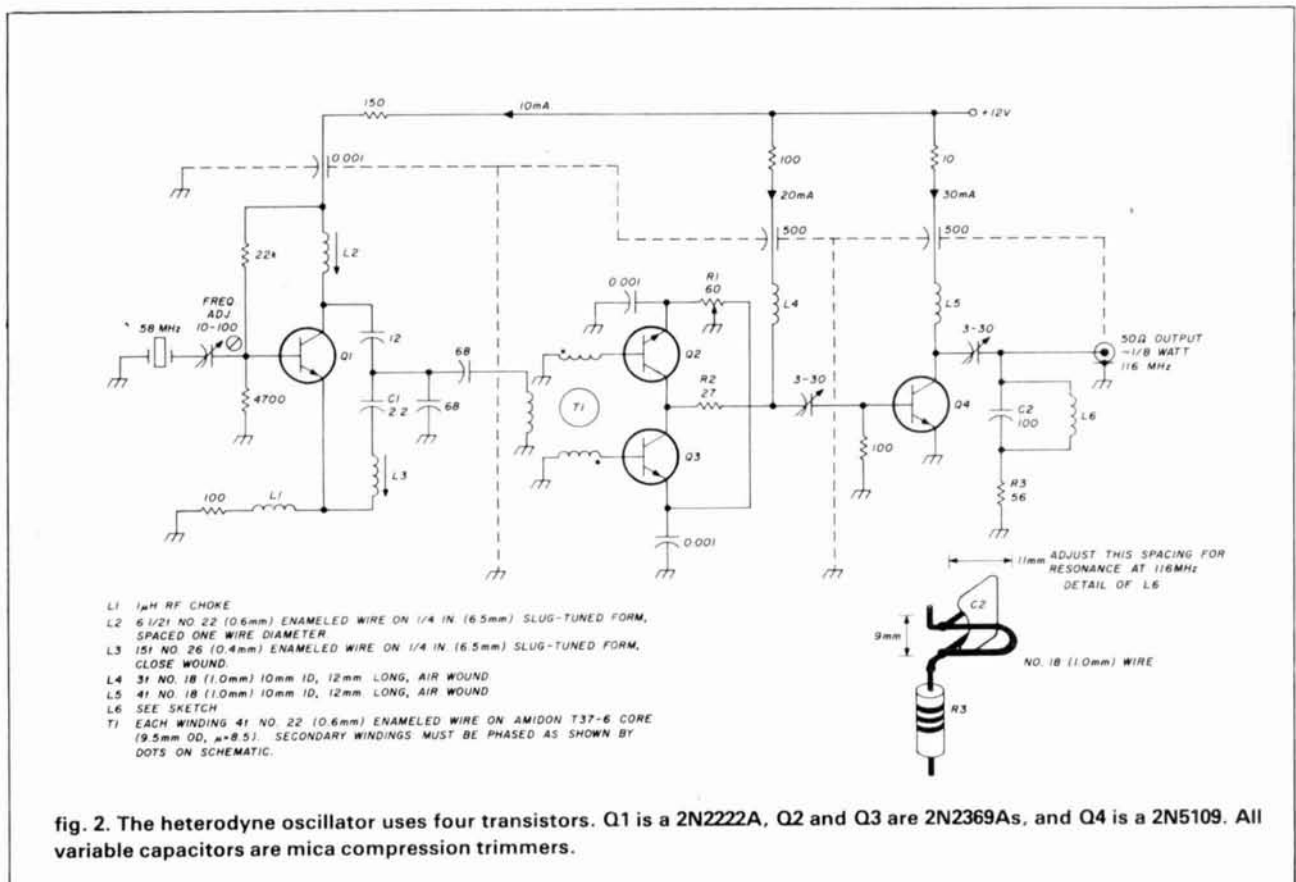 150
10mA
+12V
0.001
100
10
20mA
30mA
500
500
22k
L2
FREQ
ADJ
10-100
58 MHz
Q1
12
68
C1
2.2
68
4700
L3
100
L1
T1
0.001
R1
60
Q2
R2
27
Q3
0.001
L4
3-30
100
L5
3-30
Q4
50Ω OUTPUT
~1/8 WATT
116 MHz
C2
100
L6
R3
56
11mm ADJUST THIS SPACING FOR
RESONANCE AT 116MHz
DETAIL OF L6
C2
9mm
NO. 18 (1.0mm) WIRE
R3
L1 1μH RF CHOKE
L2 6 1/2t NO. 22 (0.6mm) ENAMELED WIRE ON 1/4 IN. (6.5mm) SLUG-TUNED FORM,
SPACED ONE WIRE DIAMETER
L3 15t NO. 26 (0.4mm) ENAMELED WIRE ON 1/4 IN. (6.5mm) SLUG-TUNED FORM,
CLOSE WOUND.
L4 3t NO. 18 (1.0mm) 10mm ID, 12mm LONG, AIR WOUND
L5 4t NO. 18 (1.0mm) 10mm ID, 12mm LONG, AIR WOUND
L6 SEE SKETCH
T1 EACH WINDING 4t NO. 22 (0.6mm) ENAMELED WIRE ON AMIDON T37-6 CORE
(9.5mm OD, μ=8.5). SECONDARY WINDINGS MUST BE PHASED AS SHOWN BY
DOTS ON SCHEMATIC.
fig. 2. The heterodyne oscillator uses four transistors. Q1 is a 2N2222A, Q2 and Q3 are 2N2369As, and Q4 is a 2N5109. All
variable capacitors are mica compression trimmers.